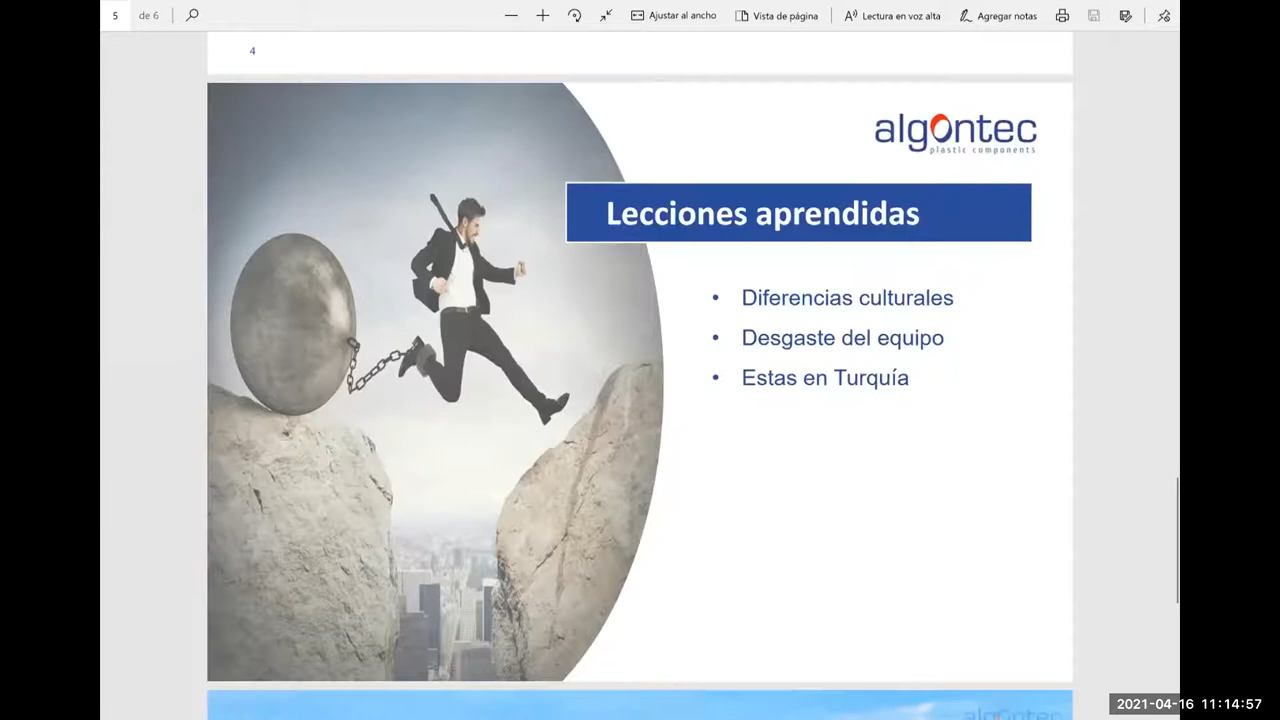 5 de 6
Ajustar al ancho
Vista de página
Lectura en voz alta
Agregar notas
4
algontec
plastic components
Lecciones aprendidas
• Diferencias culturales
• Desgaste del equipo
• Estas en Turquía
algontec
2021-04-16 11:14:57